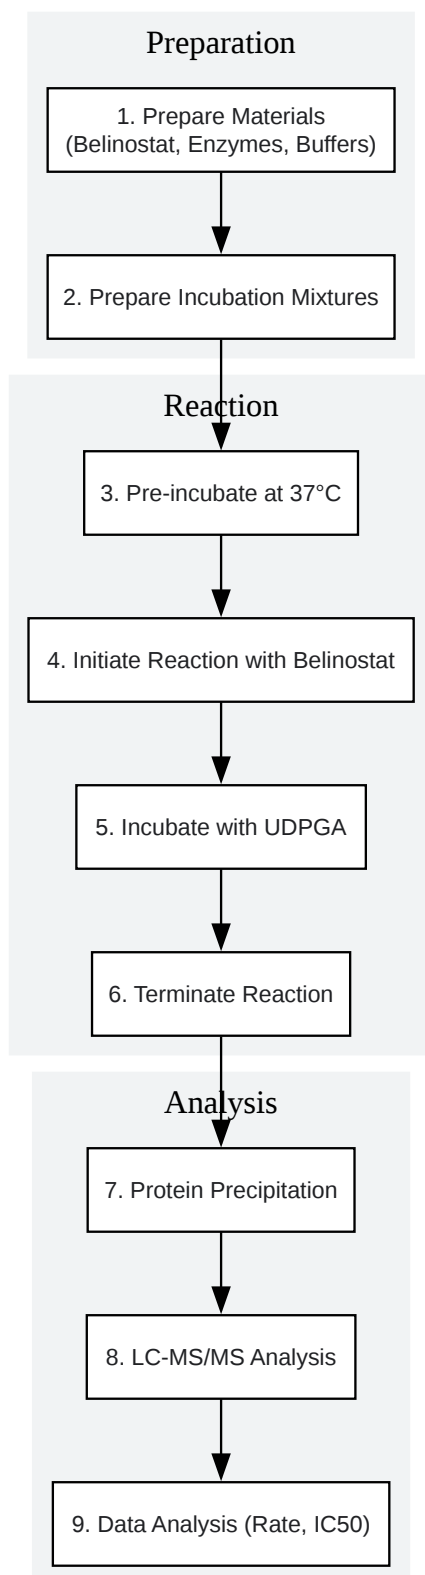 Preparation
1. Prepare Materials
(Belinostat, Enzymes, Buffers)
2. Prepare Incubation Mixtures
Reaction
3. Pre-incubate at 37°C
4. Initiate Reaction with Belinostat
5. Incubate with UDPGA
6. Terminate Reaction
Analysis
7. Protein Precipitation
8. LC-MS/MS Analysis
9. Data Analysis (Rate, IC50)